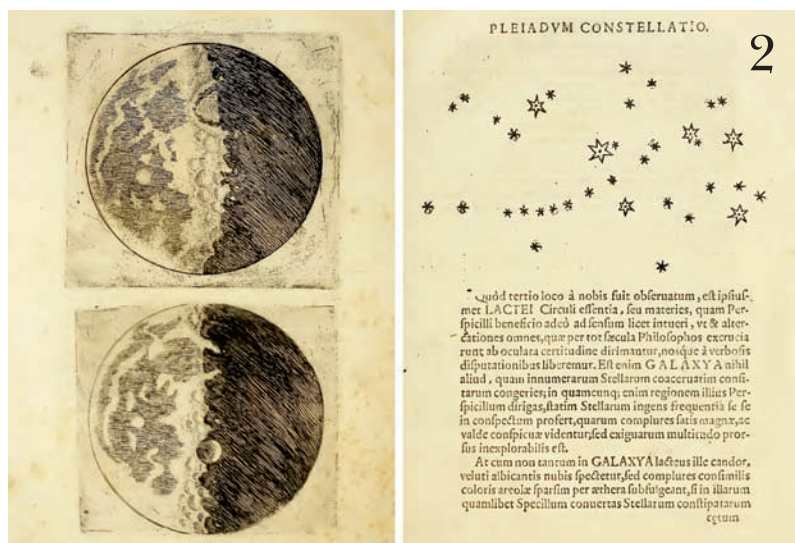 PLEIADVM CONSTELLATIO.
2
Quòd tertio loco à nobis fuit obseruatum, est ipsius-
met LACTEI Circuli essentia, seu materies, quam Per-
spicilli beneficio adeò ad sensum licet intueri, vt & alter-
cationes omnes, quæ per tot sæcula Philosophos excrucia
runt ab oculata certitudine dirimantur, nosque à verbosis
disputationibus liberemur. Est enim GALAXYA nihil
aliud, quam innumerarum Stellarum coaceruatim consi-
tarum congeries; in quamcunq; enim regionem illius Per-
spicillum dirigas, statim Stellarum ingens frequentia se se
in conspectum profert, quarum complures satis magnæ, ac
valde conspicuæ videntur, sed exiguarum multitudo pror-
sus inexplorabilis est.
At cum non tantum in GALAXYA lacteus ille candor,
veluti albicantis nubis spectetur, sed complures consimilis
coloris areolæ sparsim per æthera subfulgeant, si in illarum
quamlibet Specillum conuertas Stellarum constipatarum
cętum